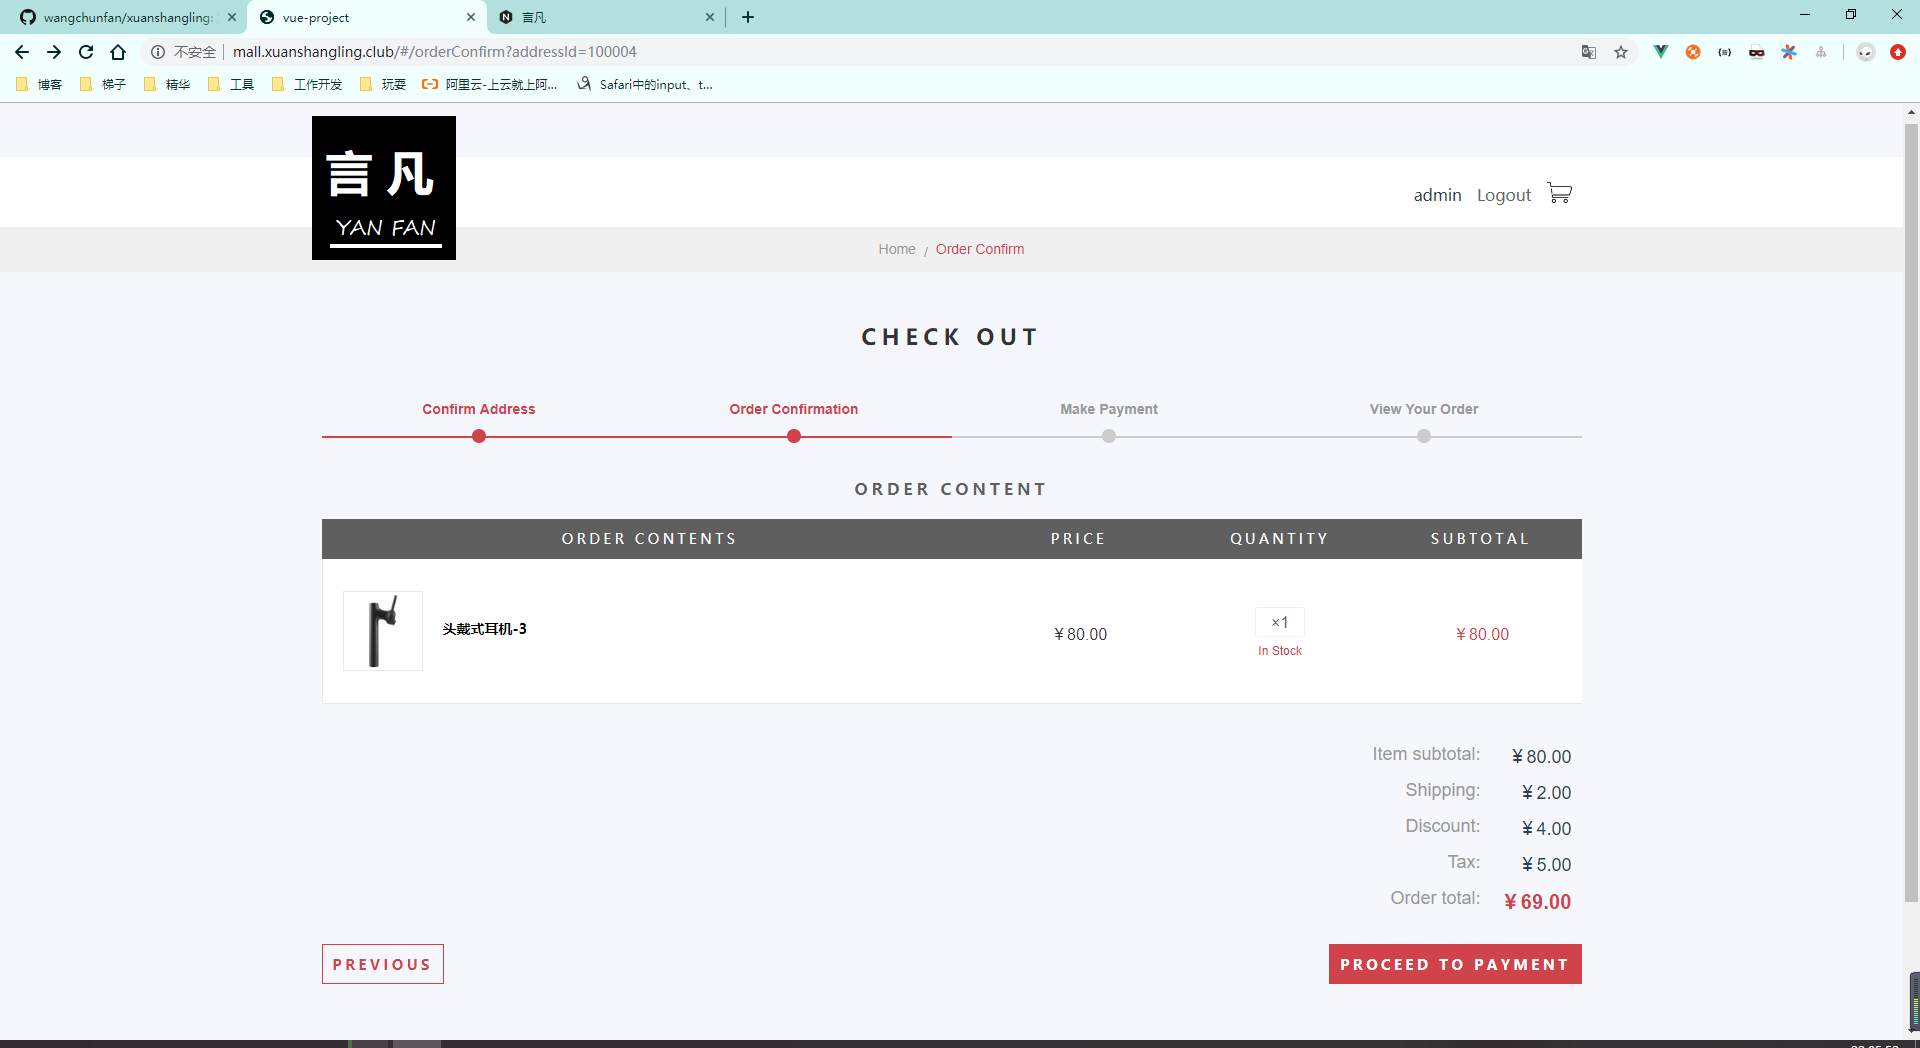 wangchunfan/xuanshangling:
vue-project
言凡
不安全
mall.xuanshangling.club/#/orderConfirm?addressId=100004
博客
梯子
精华
工具
工作开发
玩耍
阿里云-上云就上阿...
Safari中的input、t...
言凡
YAN FAN
admin
Logout
Home / Order Confirm
CHECK OUT
Confirm Address
Order Confirmation
Make Payment
View Your Order
ORDER CONTENT
ORDER CONTENTS PRICE QUANTITY SUBTOTAL
头戴式耳机-3
¥ 80.00
×1
In Stock
¥ 80.00
Item subtotal: ¥ 80.00
Shipping: ¥ 2.00
Discount: ¥ 4.00
Tax: ¥ 5.00
Order total: ¥ 69.00
PREVIOUS
PROCEED TO PAYMENT